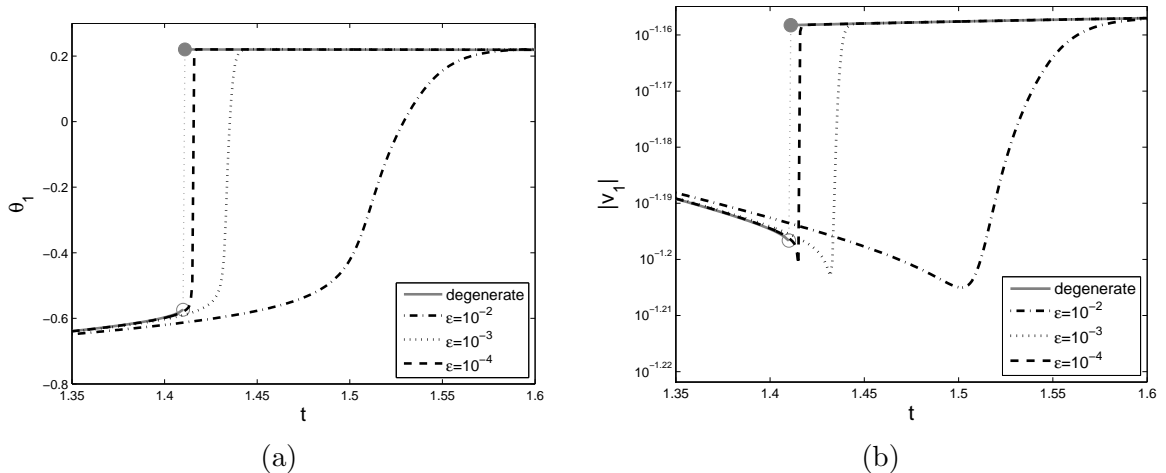 0.2
0
−0.2
−0.4
−0.6
−0.8
θ₁
1.35 1.4 1.45 1.5 1.55 1.6
t
degenerate
ε=10⁻²
ε=10⁻³
ε=10⁻⁴
(a)
10⁻¹·¹⁶
10⁻¹·¹⁷
10⁻¹·¹⁸
10⁻¹·¹⁹
10⁻¹·²
10⁻¹·²¹
10⁻¹·²²
|v₁|
1.35 1.4 1.45 1.5 1.55 1.6
t
degenerate
ε=10⁻²
ε=10⁻³
ε=10⁻⁴
(b)